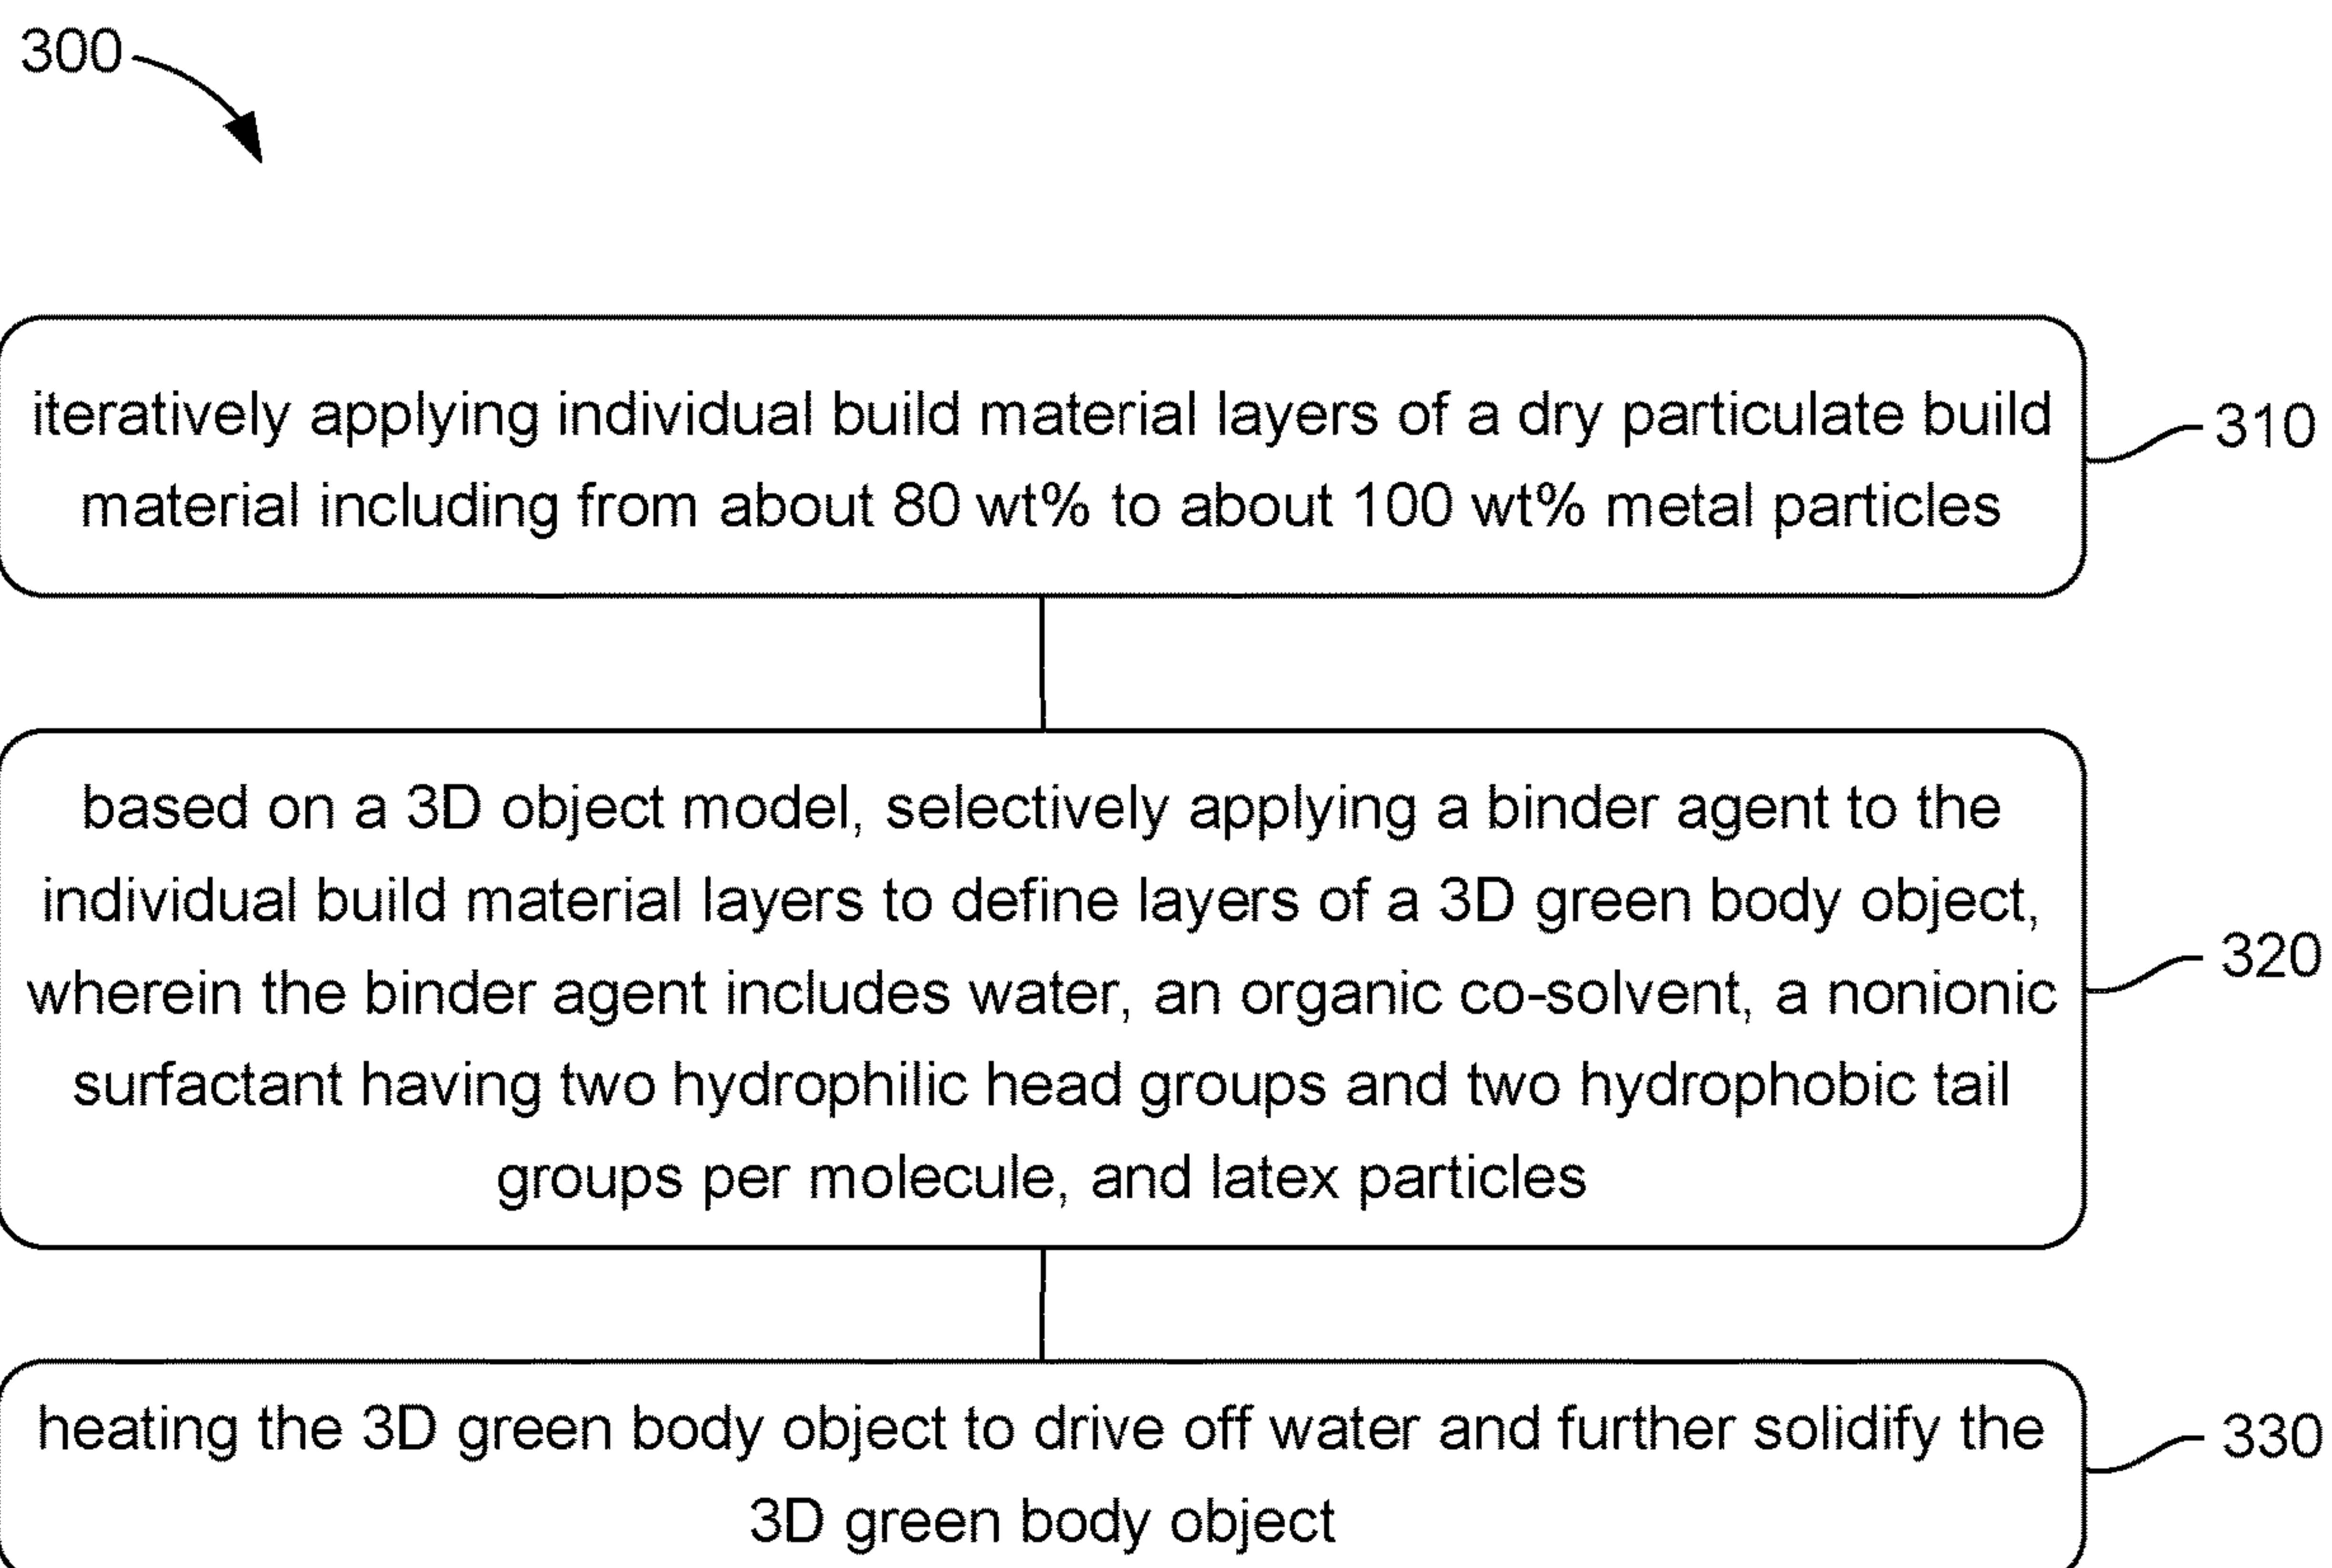 300
iteratively applying individual build material layers of a dry particulate build
material including from about 80 wt% to about 100 wt% metal particles
310
based on a 3D object model, selectively applying a binder agent to the
individual build material layers to define layers of a 3D green body object,
wherein the binder agent includes water, an organic co-solvent, a nonionic
surfactant having two hydrophilic head groups and two hydrophobic tail
groups per molecule, and latex particles
320
heating the 3D green body object to drive off water and further solidify the
3D green body object
330